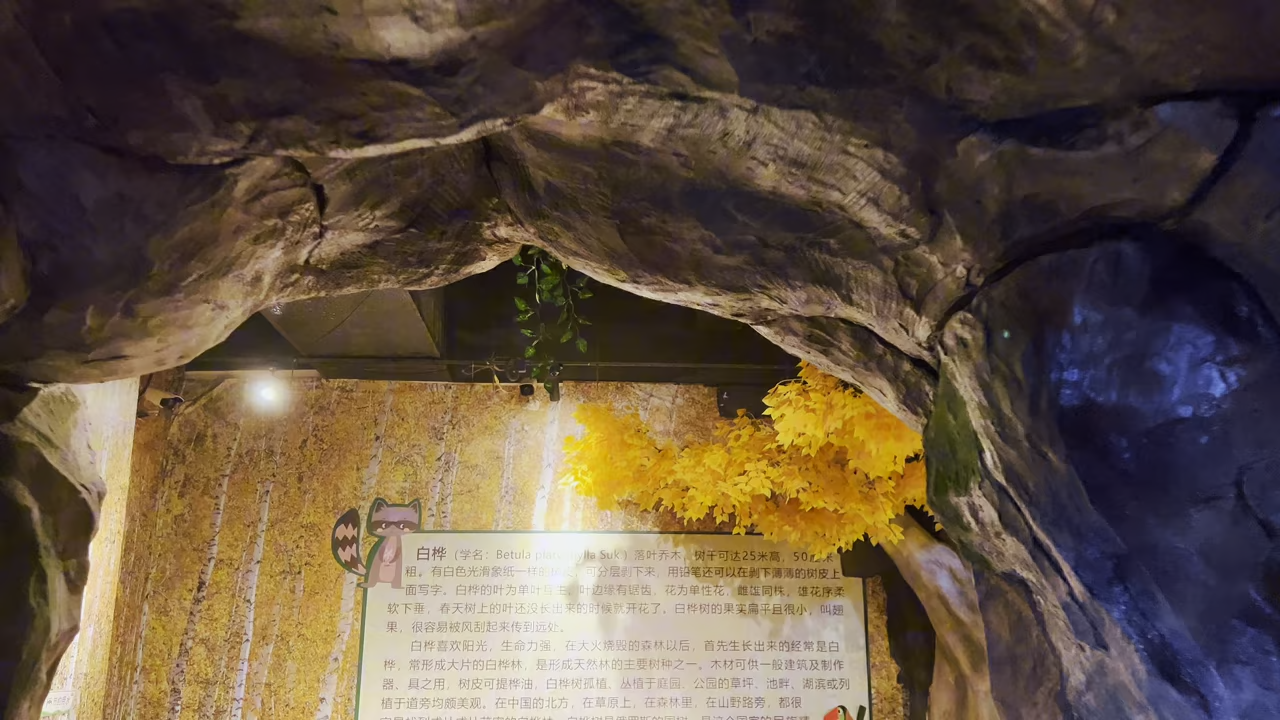 白桦（学名：Betula platyphylla Suk.）落叶乔木，树干可达25米高，50厘米
粗。有白色光滑象纸一样的树皮，可分层剥下来，用铅笔还可以在剥下薄薄的树皮上
面写字。白桦的叶为单叶互生，叶边缘有锯齿，花为单性花，雌雄同株，雄花序柔
软下垂，春天树上的叶还没长出来的时候就开花了，白桦树的果实扁平且很小，叫翅
果，很容易被风刮起来传到远处。
白桦喜欢阳光，生命力强，在大火烧毁的森林以后，首先生长出来的经常是白
桦，常形成大片的白桦林，是形成天然林的主要树种之一。木材可供一般建筑及制作
器、具之用，树皮可提桦油，白桦树孤植、丛植于庭园、公园的草坪、池畔、湖滨或列
植于道旁均颇美观。在中国的北方，在草原上，在森林里，在山野路旁，都很